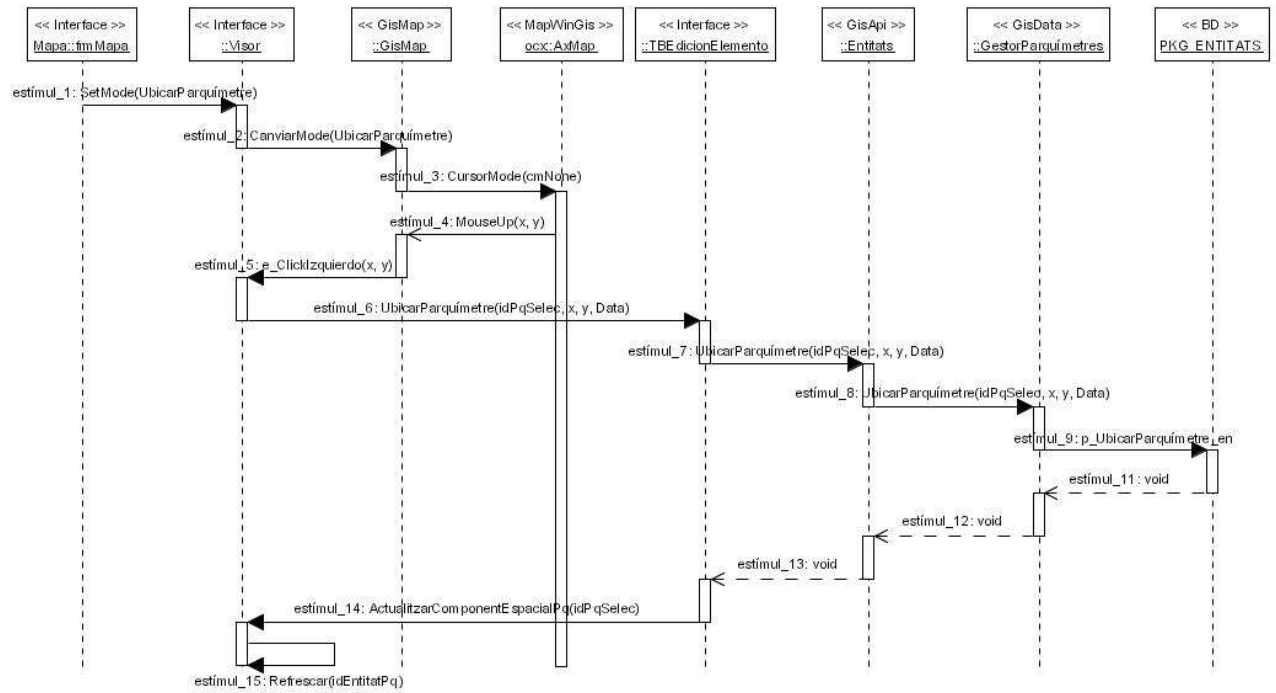 << Interface >>
Mapa::frmMapa
<< Interface >>
::Visor
<< GisMap >>
::GisMap
<< MapWinGis >>
ocx::AxMap
<< Interface >>
::TBEdicionElemento
<< GisApi >>
::Entitats
<< GisData >>
::GestorParquímetres
<< BD >>
PKG_ENTITATS
estímul_1: SetMode(UbicarParquímetre)
estímul_2: CanviarMode(UbicarParquímetre)
estímul_3: CursorMode(cmNone)
estímul_4: MouseUp(x, y)
estímul_5: e_ClickIzquierdo(x, y)
estímul_6: UbicarParquímetre(idPqSelec, x, y, Data)
estímul_7: UbicarParquímetre(idPqSelec, x, y, Data)
estímul_8: UbicarParquímetre(idPqSelec, x, y, Data)
estímul_9: p_UbicarParquímetre_en
estímul_11: void
estímul_12: void
estímul_13: void
estímul_14: ActualitzarComponentEspacialPq(idPqSelec)
estímul_15: Refrescar(idEntitatPq)